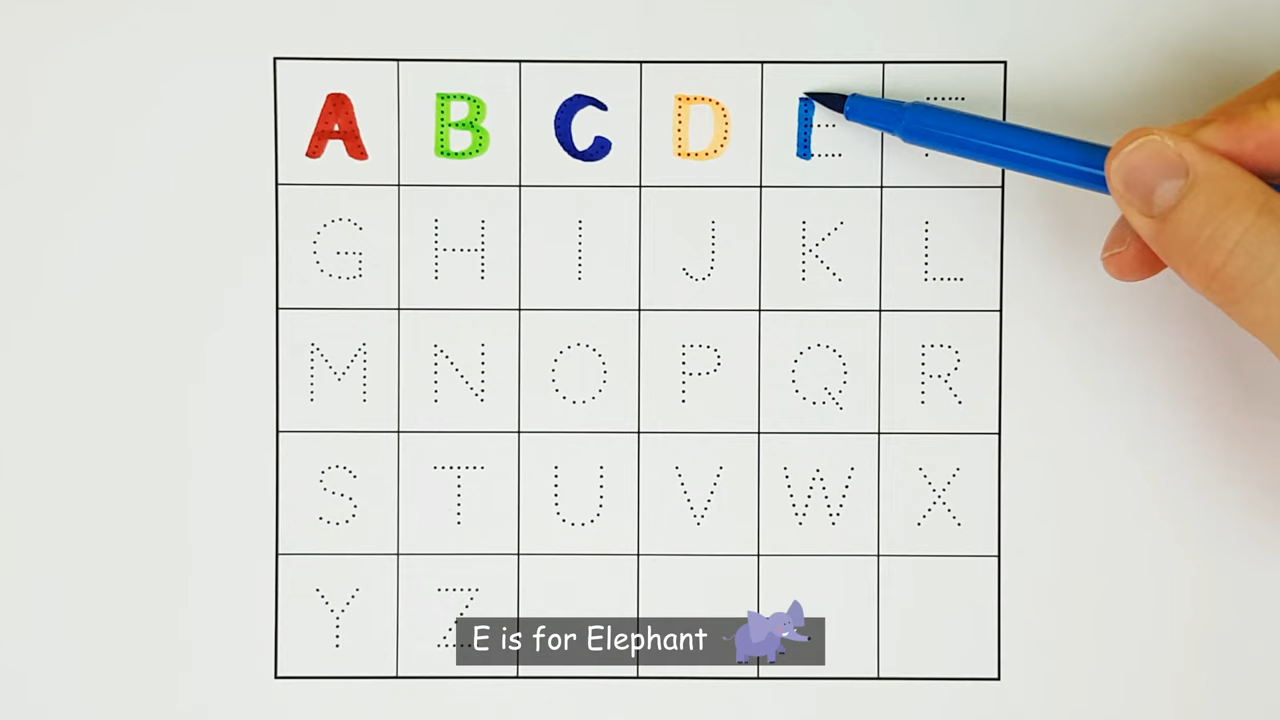 A B C D E F
G H I J K L
M N O P Q R
S T U V W X
Y Z
E is for Elephant